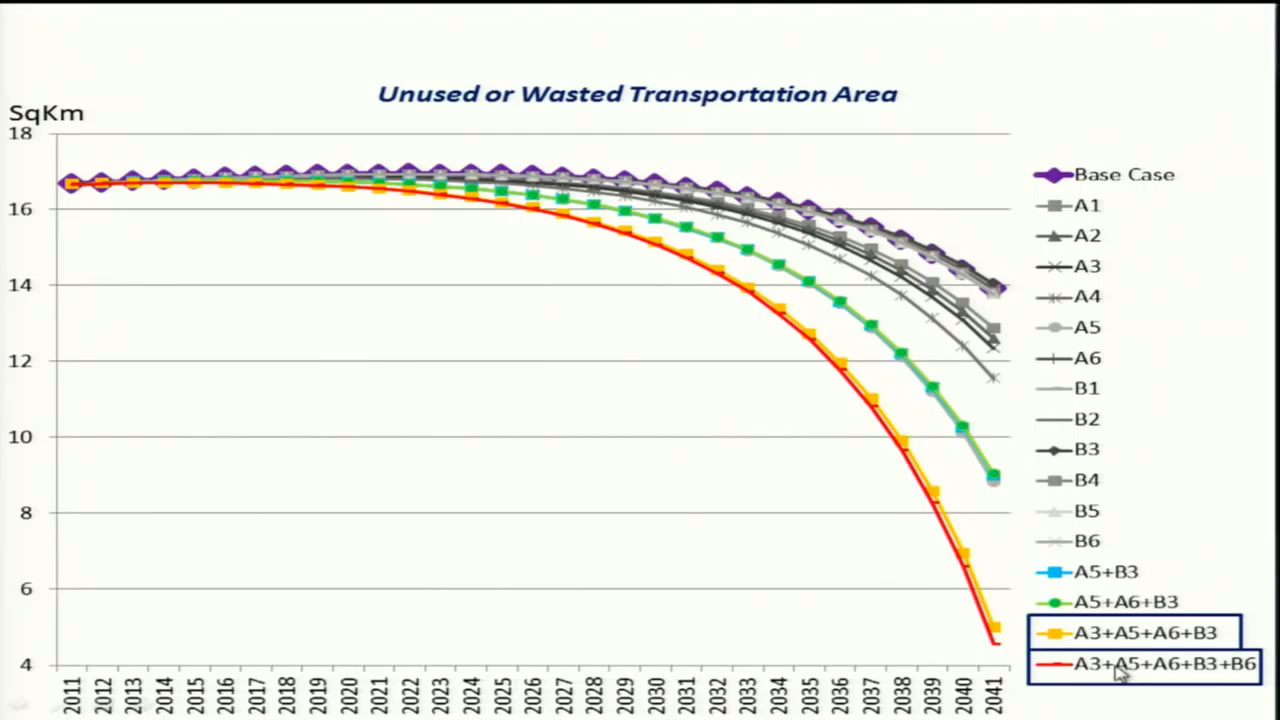 Unused or Wasted Transportation Area
SqKm
18
16
14
12
10
8
6
4
2011 2012 2013 2014 2015 2016 2017 2018 2019 2020 2021 2022 2023 2024 2025 2026 2027 2028 2029 2030 2031 2032 2033 2034 2035 2036 2037 2038 2039 2040 2041
Base Case
A1
A2
A3
A4
A5
A6
B1
B2
B3
B4
B5
B6
A5+B3
A5+A6+B3
A3+A5+A6+B3
A3+A5+A6+B3+B6